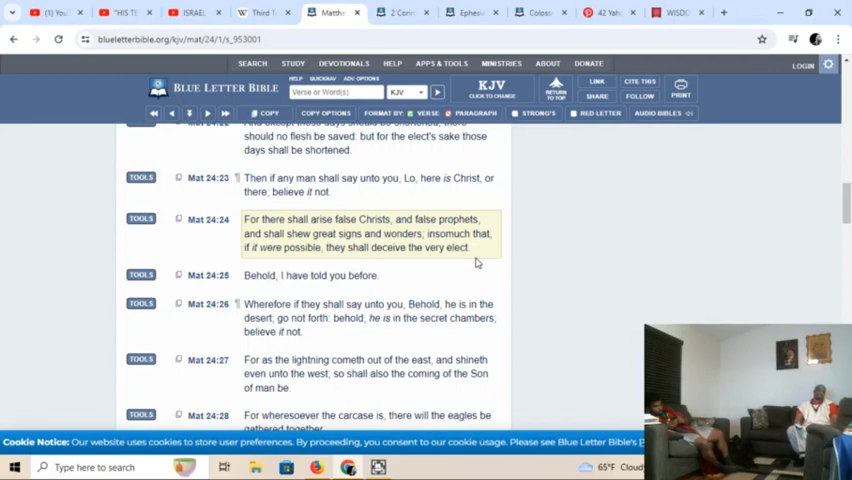 (1) You
"HIS TE
ISRAEL
Third T
Matthe
2 Corin
Ephesi
Coloss
42 Yah
WISDC
blueletterbible.org/kjv/mat/24/1/s_953001
SEARCH STUDY DEVOTIONALS HELP APPS & TOOLS MINISTRIES ABOUT DONATE
LOGIN
BLUE LETTER BIBLE
HELP QUICKNAV ADV. OPTIONS
Verse or Word(s) KJV
KJV
CLICK TO CHANGE
RETURN
TO TOP
LINK
SHARE
CITE THIS
FOLLOW
PRINT
COPY COPY OPTIONS FORMAT BY: VERSE PARAGRAPH STRONG'S RED LETTER AUDIO BIBLES
should no flesh be saved: but for the elect's sake those
days shall be shortened.
TOOLS Mat 24:23 ¶ Then if any man shall say unto you, Lo, here is Christ, or
there; believe it not.
TOOLS Mat 24:24 For there shall arise false Christs, and false prophets,
and shall shew great signs and wonders; insomuch that,
if it were possible, they shall deceive the very elect.
TOOLS Mat 24:25 Behold, I have told you before.
TOOLS Mat 24:26 ¶ Wherefore if they shall say unto you, Behold, he is in the
desert; go not forth: behold, he is in the secret chambers;
believe it not.
TOOLS Mat 24:27 For as the lightning cometh out of the east, and shineth
even unto the west; so shall also the coming of the Son
of man be.
TOOLS Mat 24:28 For wheresoever the carcase is, there will the eagles be
gathered together.
Cookie Notice: Our website uses cookies to store user preferences. By proceeding, you consent to our cookie usage. Please see Blue Letter Bible's
Type here to search
65°F Cloudy